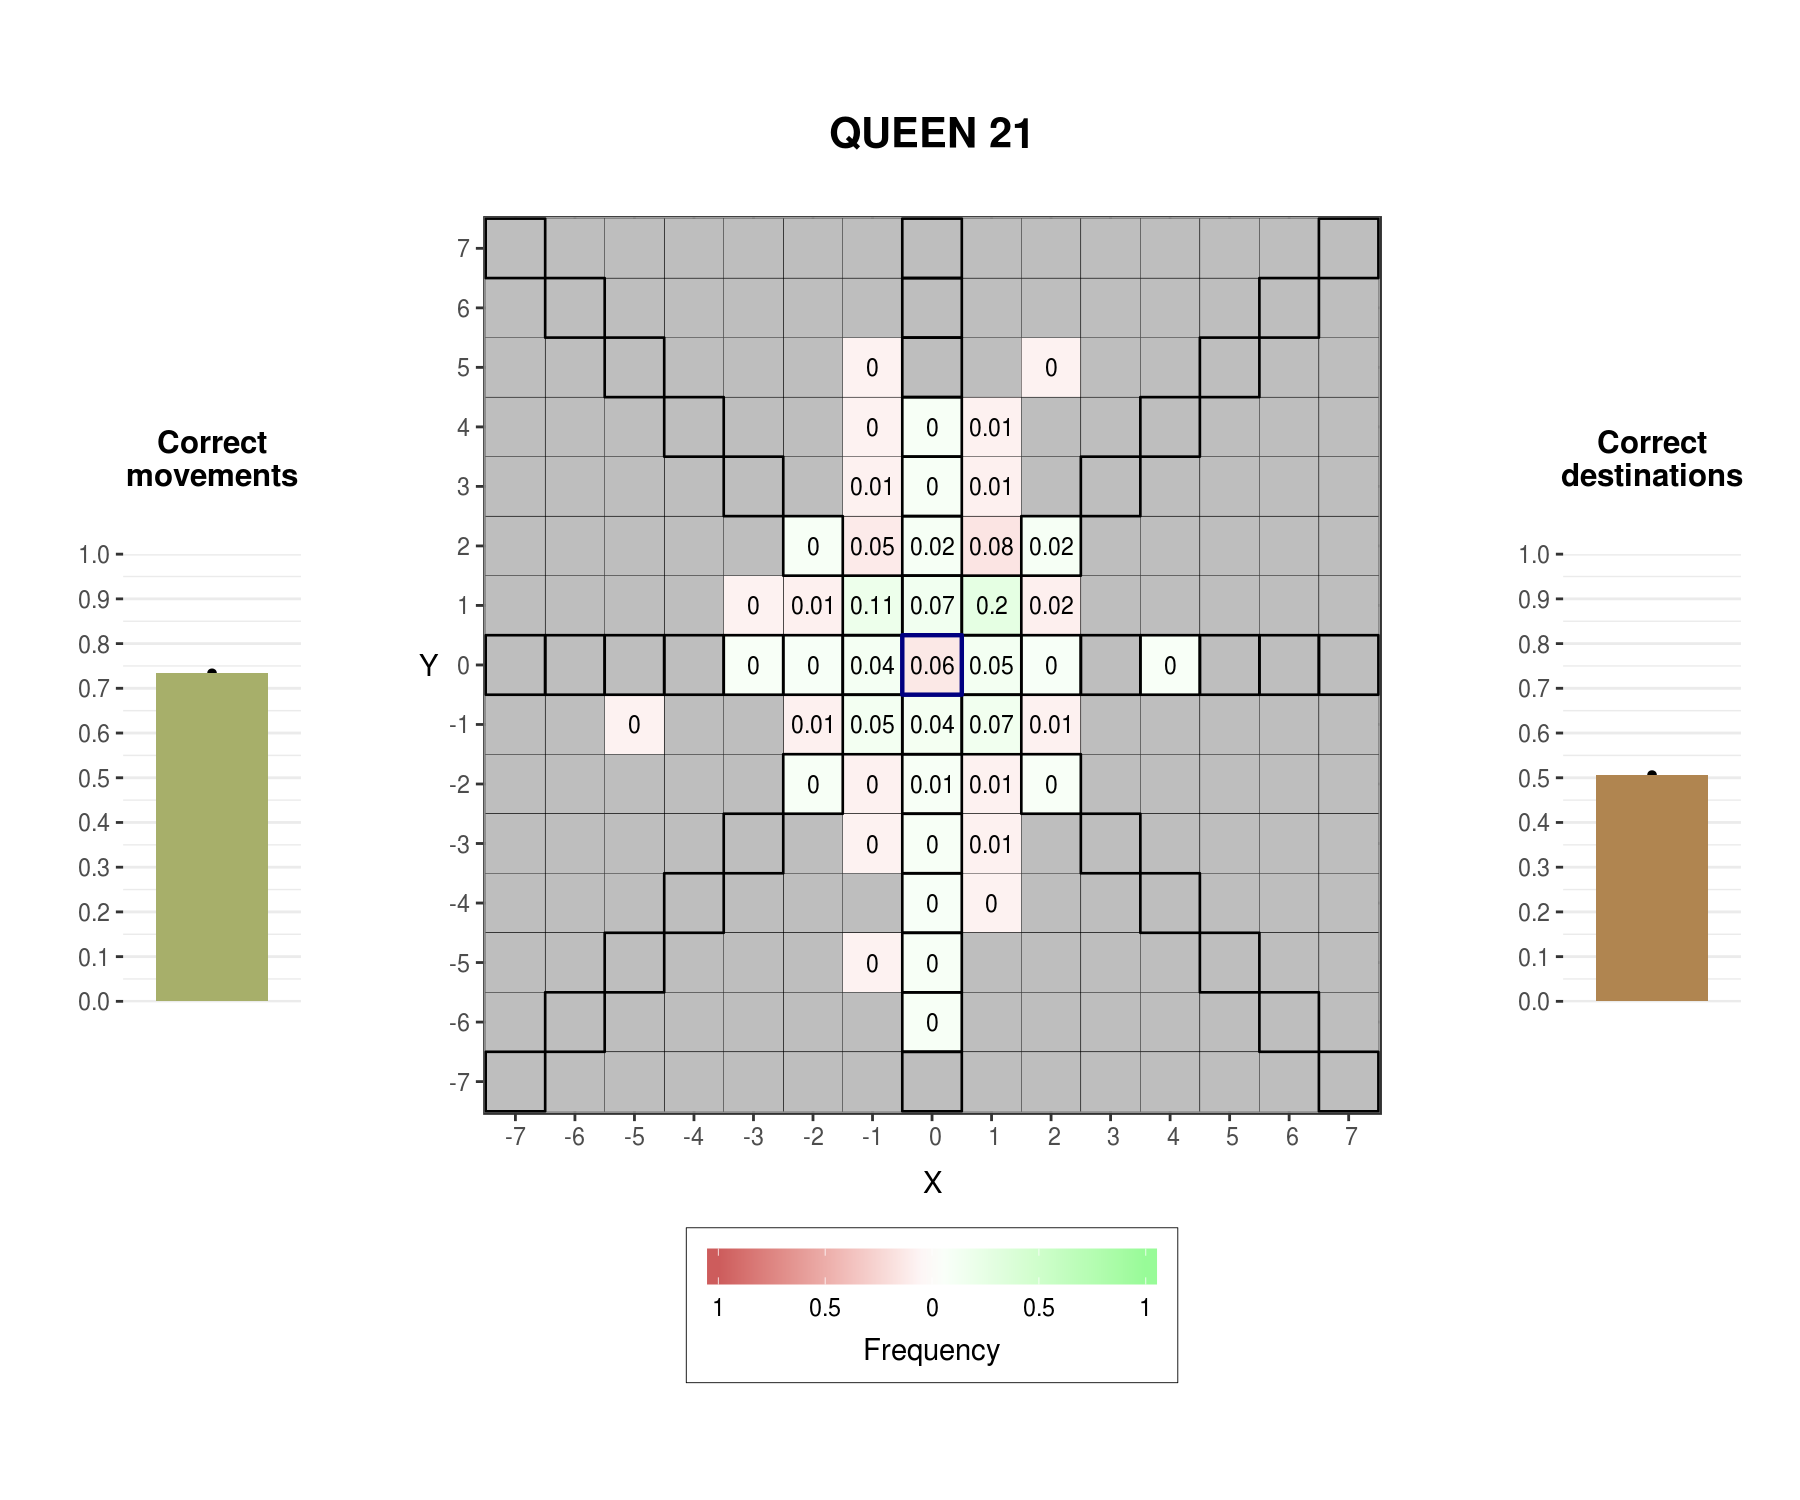 QUEEN 21
Correct
movements
1.0
0.9
0.8
0.7
0.6
0.5
0.4
0.3
0.2
0.1
0.0
Y
7
6
5 0 0
4 0 0 0.01
3 0.01 0 0.01
2 0 0.05 0.02 0.08 0.02
1 0 0.01 0.11 0.07 0.2 0.02
0 0 0 0.04 0.06 0.05 0 0
-1 0 0.01 0.05 0.04 0.07 0.01
-2 0 0 0.01 0.01 0
-3 0 0 0.01
-4 0 0
-5 0 0
-6 0
-7
-7 -6 -5 -4 -3 -2 -1 0 1 2 3 4 5 6 7
X
1 0.5 0 0.5 1
Frequency
Correct
destinations
1.0
0.9
0.8
0.7
0.6
0.5
0.4
0.3
0.2
0.1
0.0